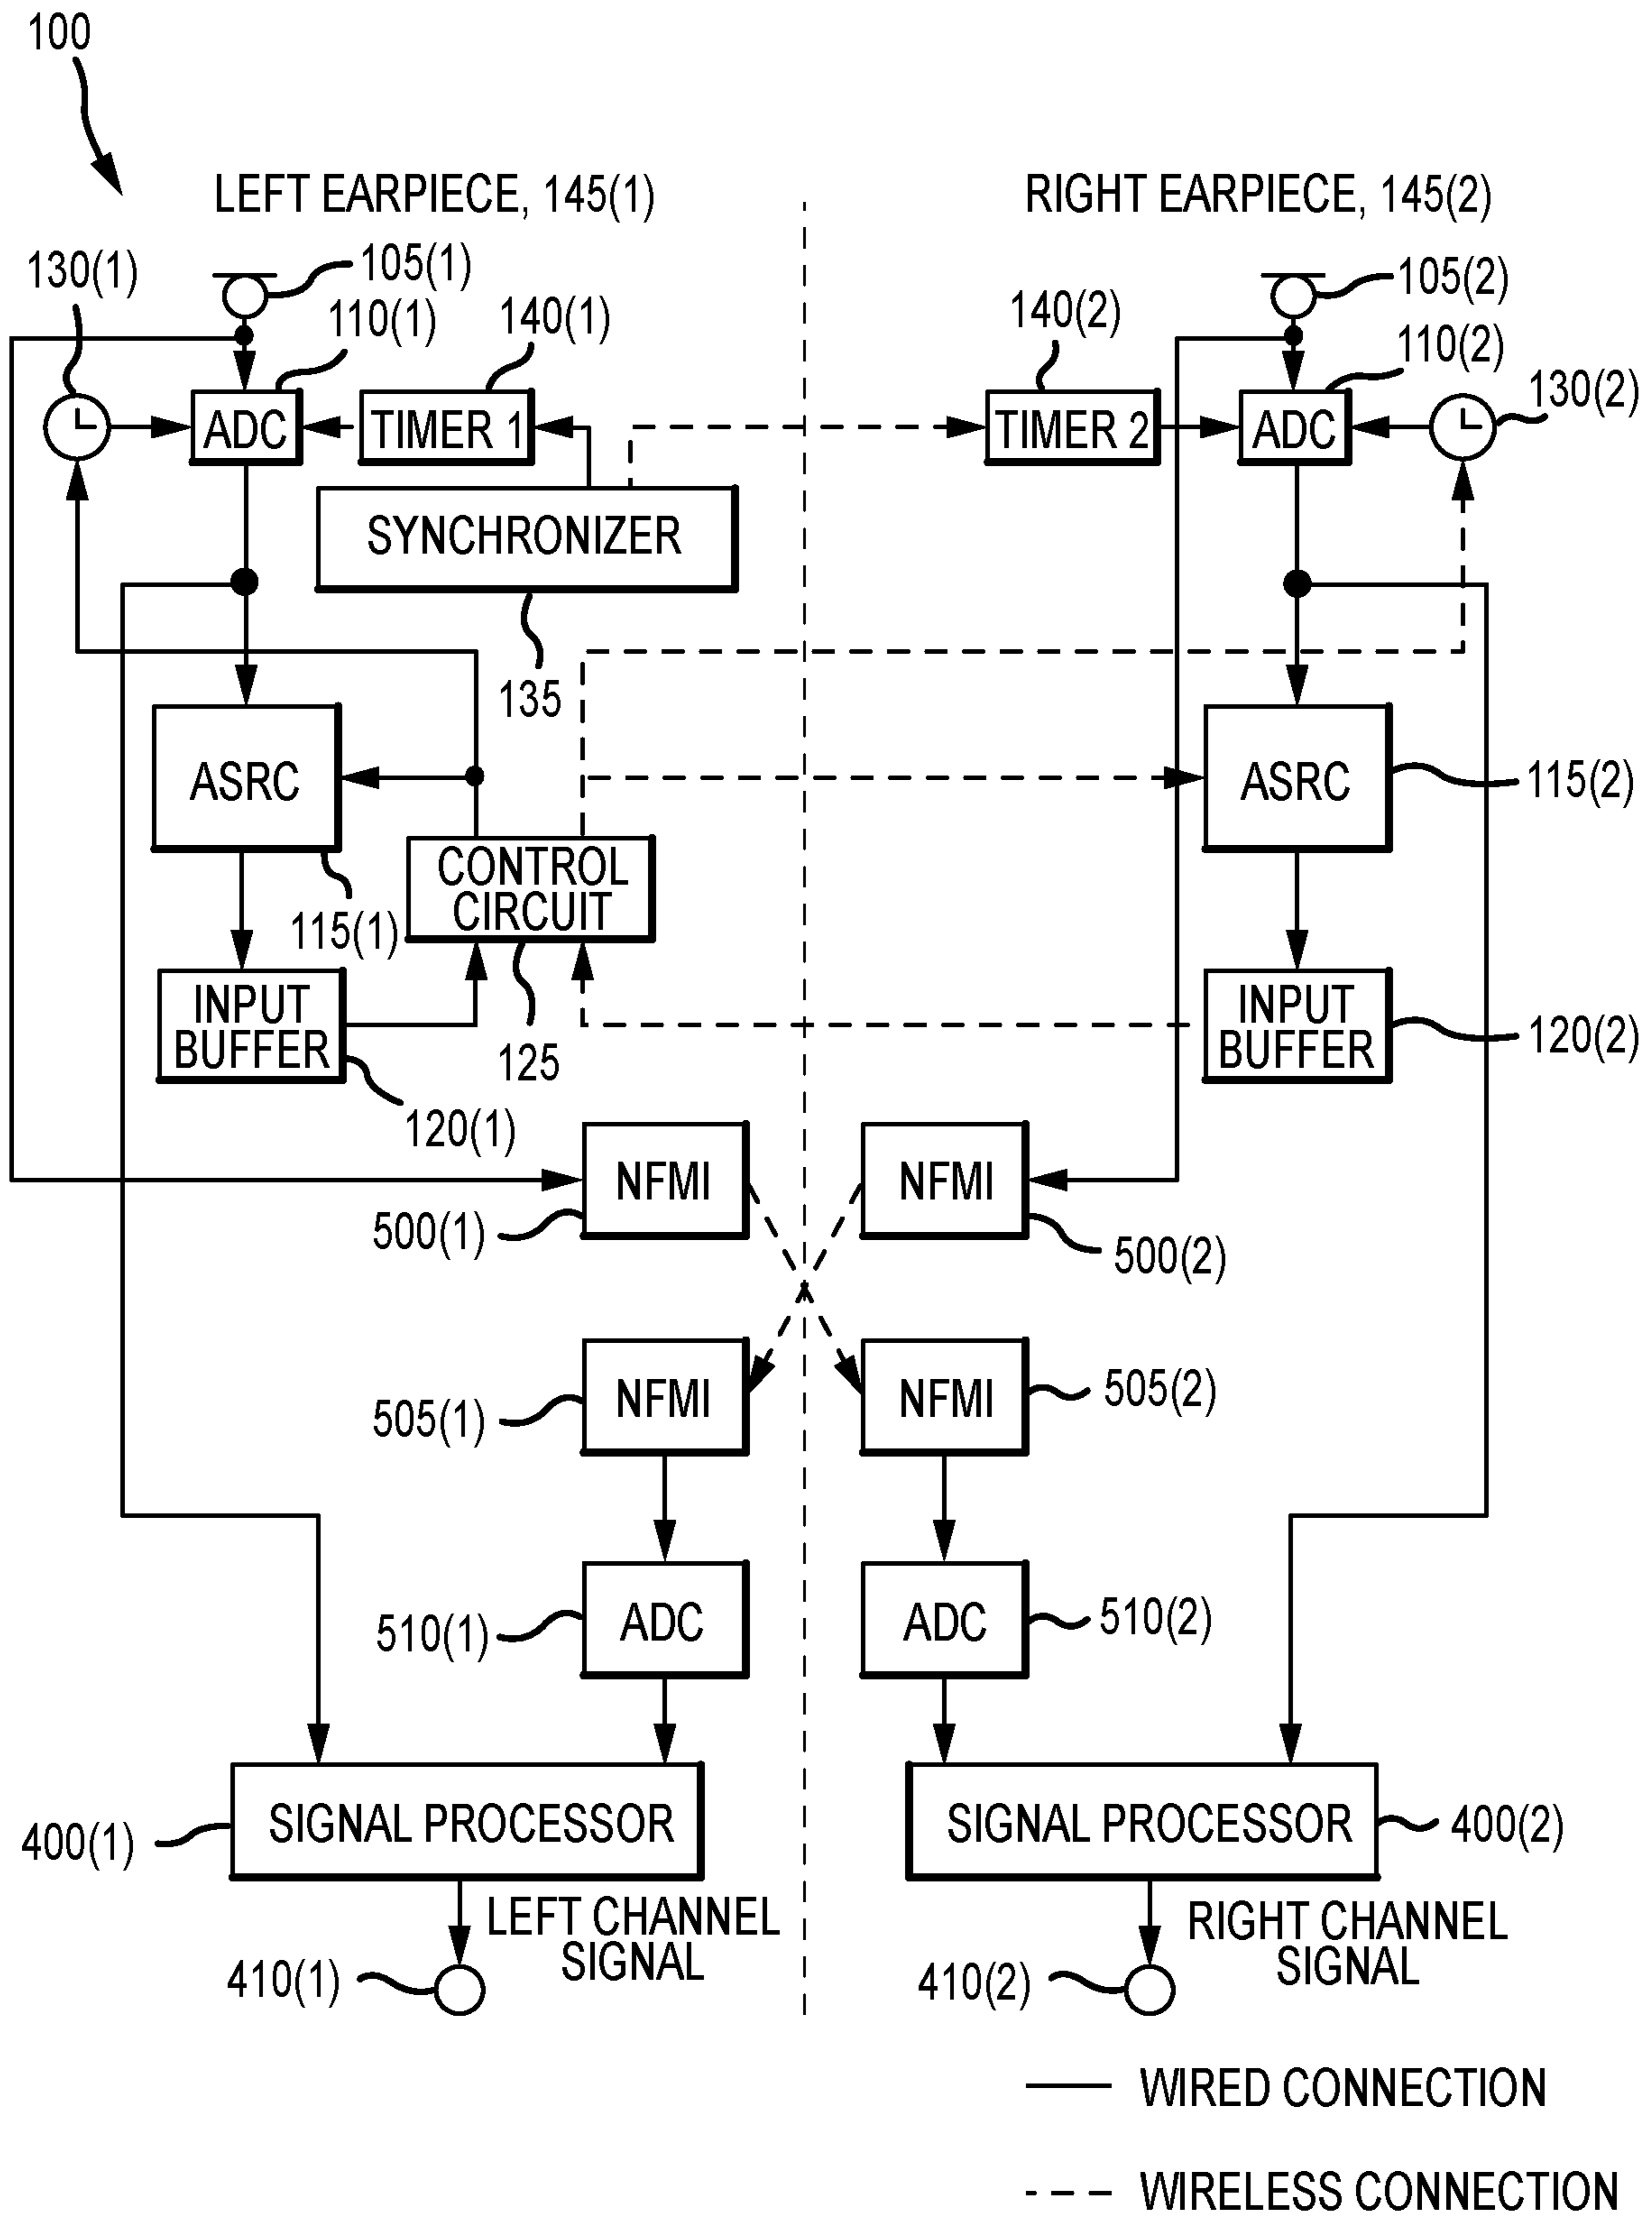 100
LEFT EARPIECE, 145(1)
RIGHT EARPIECE, 145(2)
130(1)
105(1)
110(1)
140(1)
140(2)
105(2)
110(2)
130(2)
ADC
TIMER 1
TIMER 2
ADC
SYNCHRONIZER
135
ASRC
ASRC
115(2)
CONTROL
CIRCUIT
115(1)
INPUT
BUFFER
125
INPUT
BUFFER
120(2)
120(1)
NFMI
NFMI
500(1)
500(2)
NFMI
NFMI
505(1)
505(2)
ADC
ADC
510(1)
510(2)
SIGNAL PROCESSOR
SIGNAL PROCESSOR
400(1)
400(2)
LEFT CHANNEL
SIGNAL
RIGHT CHANNEL
SIGNAL
410(1)
410(2)
WIRED CONNECTION
WIRELESS CONNECTION